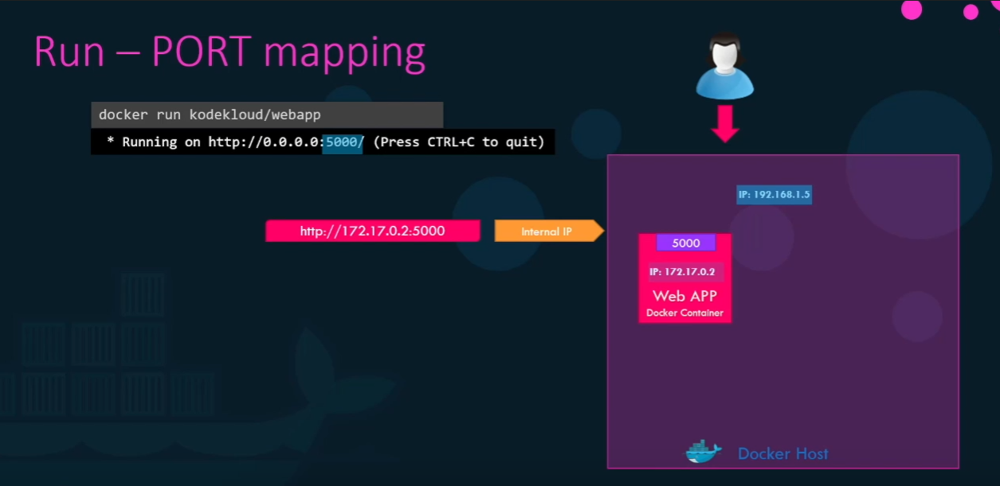 Run – PORT mapping
docker run kodekloud/webapp
* Running on http://0.0.0.0:5000/ (Press CTRL+C to quit)
IP: 192.168.1.5
http://172.17.0.2:5000
Internal IP
5000
IP: 172.17.0.2
Web APP
Docker Container
Docker Host